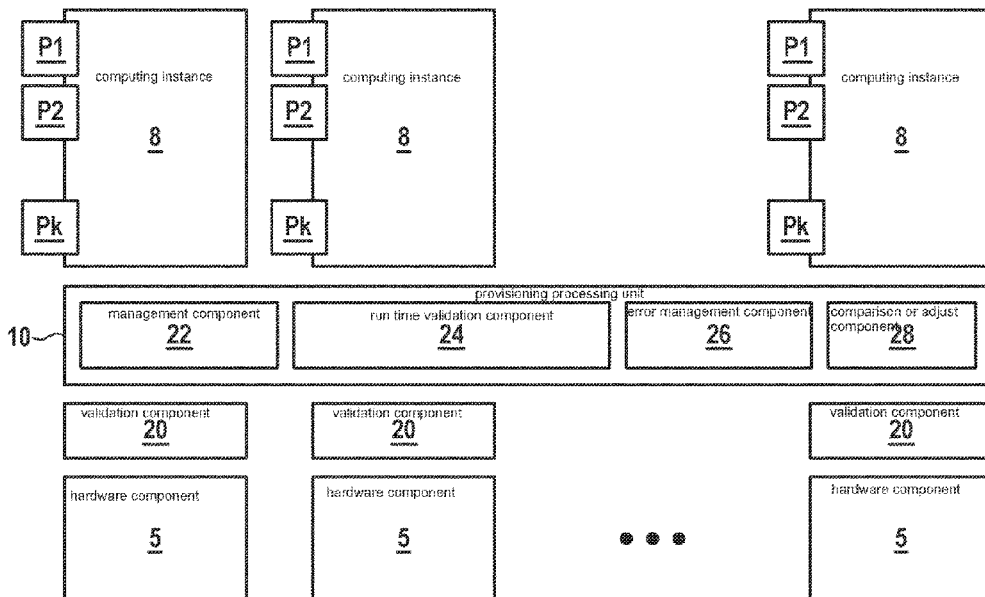 P1 P1 P1
computing instance computing instance computing instance
P2 P2 P2
8 8 8
Pk Pk Pk
provisioning processing unit
management component run time validation component error management component comparison or adjust
component
10 22 24 26 28
validation component validation component validation component
20 20 20
hardware component hardware component hardware component
5 5 5